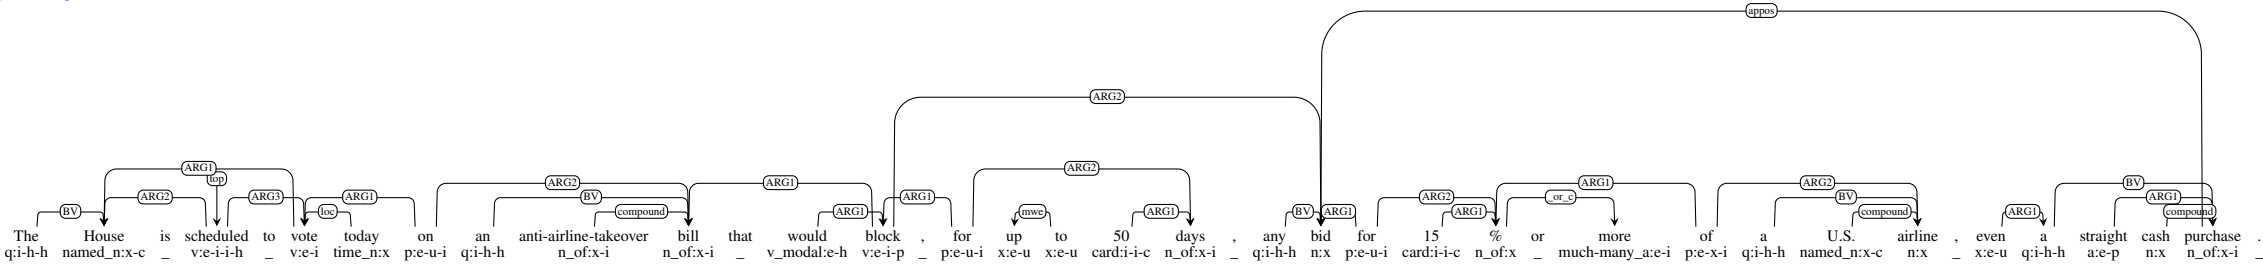 appos
ARG2
ARG1 ARG2
top
ARG2 ARG1 ARG1 ARG2
ARG2 ARG3 ARG1 BV ARG1 ARG2 _or_c BV BV
BV loc compound ARG1 mwe ARG1 BV ARG1 ARG1 compound ARG1 ARG1 compound
The House is scheduled to vote today on an anti-airline-takeover bill that would block , for up to 50 days , any bid for 15 % or more of a U.S. airline , even a straight cash purchase .
q:i-h-h named_n:x-c _ v:e-i-i-h _ v:e-i time_n:x p:e-u-i q:i-h-h n_of:x-i n_of:x-i _ v_modal:e-h v:e-i-p _ p:e-u-i x:e-u x:e-u card:i-i-c n_of:x-i _ q:i-h-h n:x p:e-u-i card:i-i-c n_of:x _ much-many_a:e-i p:e-x-i q:i-h-h named_n:x-c n:x _ x:e-u q:i-h-h a:e-p n:x n_of:x-i _